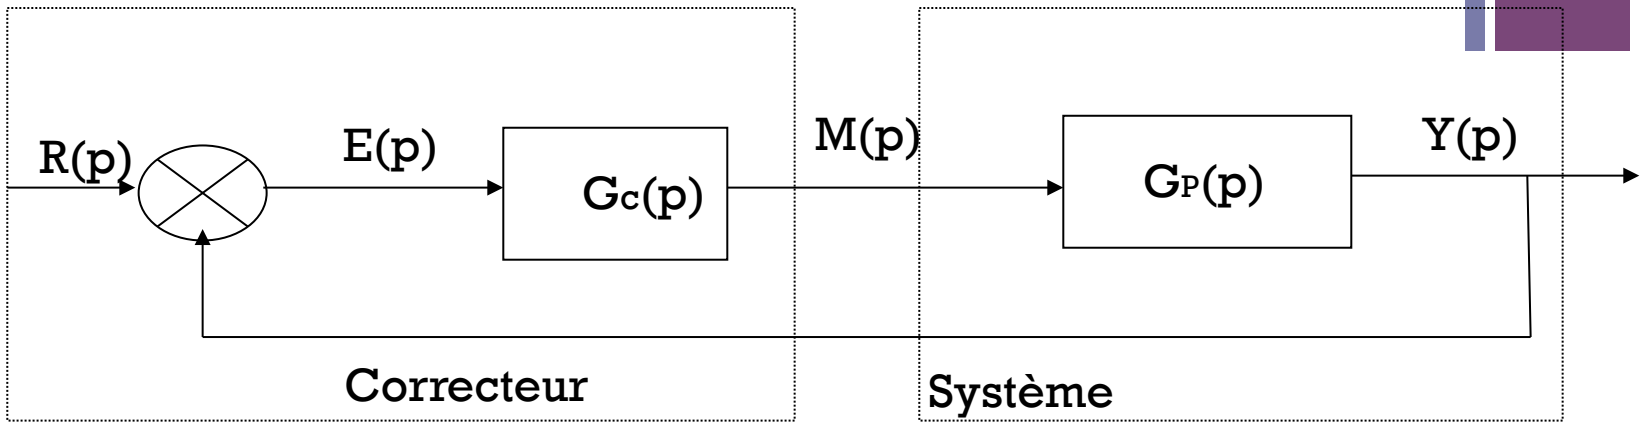 R(p)
E(p)
Gc(p)
M(p)
GP(p)
Y(p)
Correcteur
Système